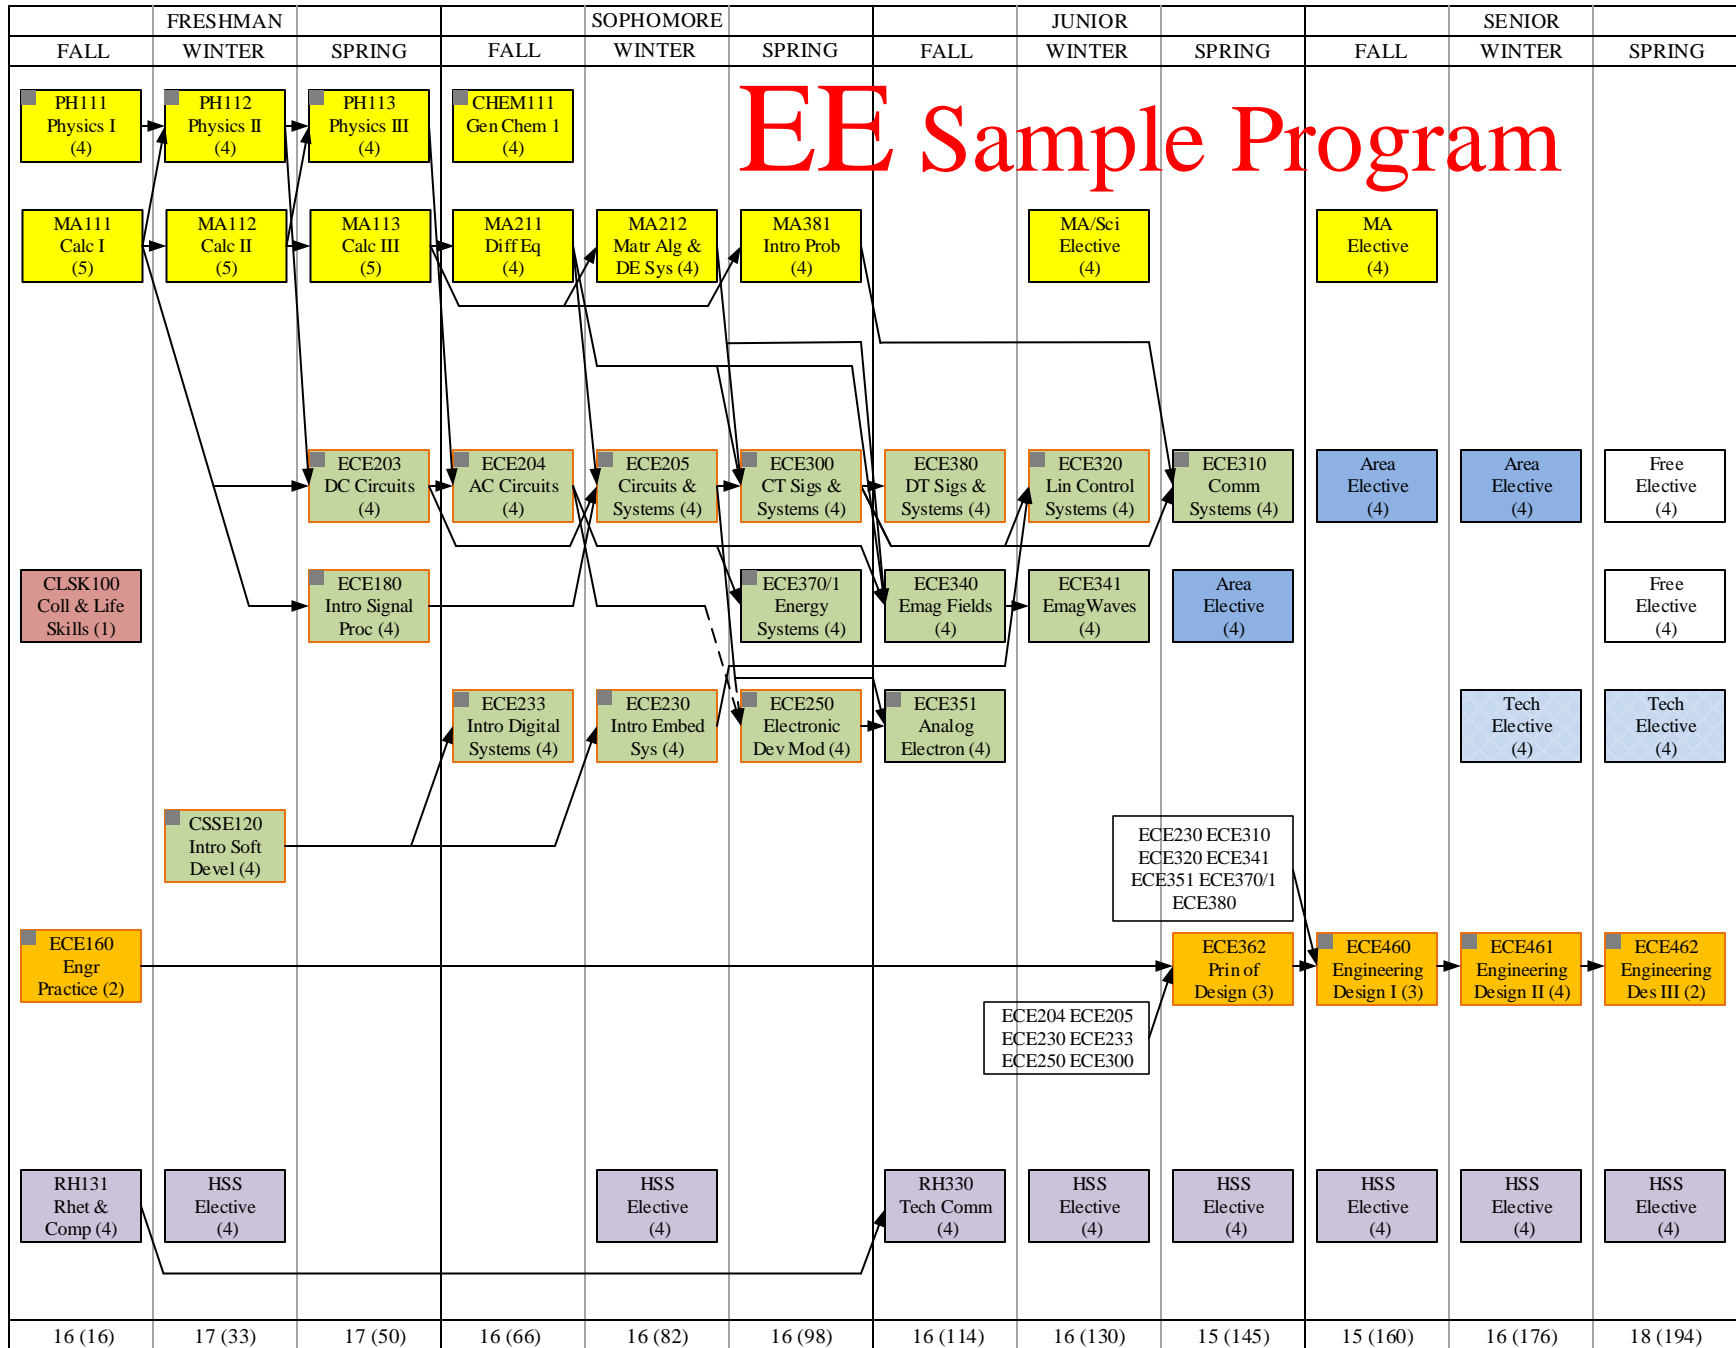 FRESHMAN
SOPHOMORE
JUNIOR
SENIOR
FALL
WINTER
SPRING
FALL
WINTER
SPRING
FALL
WINTER
SPRING
FALL
WINTER
SPRING
EE Sample Program
PH111
Physics I
(4)
PH112
Physics II
(4)
PH113
Physics III
(4)
CHEM111
Gen Chem 1
(4)
MA111
Calc I
(5)
MA112
Calc II
(5)
MA113
Calc III
(5)
MA211
Diff Eq
(4)
MA212
Matr Alg &
DE Sys (4)
MA381
Intro Prob
(4)
MA/Sci
Elective
(4)
MA
Elective
(4)
ECE203
DC Circuits
(4)
ECE204
AC Circuits
(4)
ECE205
Circuits &
Systems (4)
ECE300
CT Sigs &
Systems (4)
ECE380
DT Sigs &
Systems (4)
ECE320
Lin Control
Systems (4)
ECE310
Comm
Systems (4)
Area
Elective
(4)
Area
Elective
(4)
Free
Elective
(4)
CLSK100
Coll & Life
Skills (1)
ECE180
Intro Signal
Proc (4)
ECE370/1
Energy
Systems (4)
ECE340
Emag Fields
(4)
ECE341
EmagWaves
(4)
Area
Elective
(4)
Free
Elective
(4)
ECE233
Intro Digital
Systems (4)
ECE230
Intro Embed
Sys (4)
ECE250
Electronic
Dev Mod (4)
ECE351
Analog
Electron (4)
Tech
Elective
(4)
Tech
Elective
(4)
CSSE120
Intro Soft
Devel (4)
ECE230 ECE310
ECE320 ECE341
ECE351 ECE370/1
ECE380
ECE160
Engr
Practice (2)
ECE362
Prin of
Design (3)
ECE460
Engineering
Design I (3)
ECE461
Engineering
Design II (4)
ECE462
Engineering
Des III (2)
ECE204 ECE205
ECE230 ECE233
ECE250 ECE300
RH131
Rhet &
Comp (4)
HSS
Elective
(4)
HSS
Elective
(4)
RH330
Tech Comm
(4)
HSS
Elective
(4)
HSS
Elective
(4)
HSS
Elective
(4)
HSS
Elective
(4)
HSS
Elective
(4)
16 (16)
17 (33)
17 (50)
16 (66)
16 (82)
16 (98)
16 (114)
16 (130)
15 (145)
15 (160)
16 (176)
18 (194)